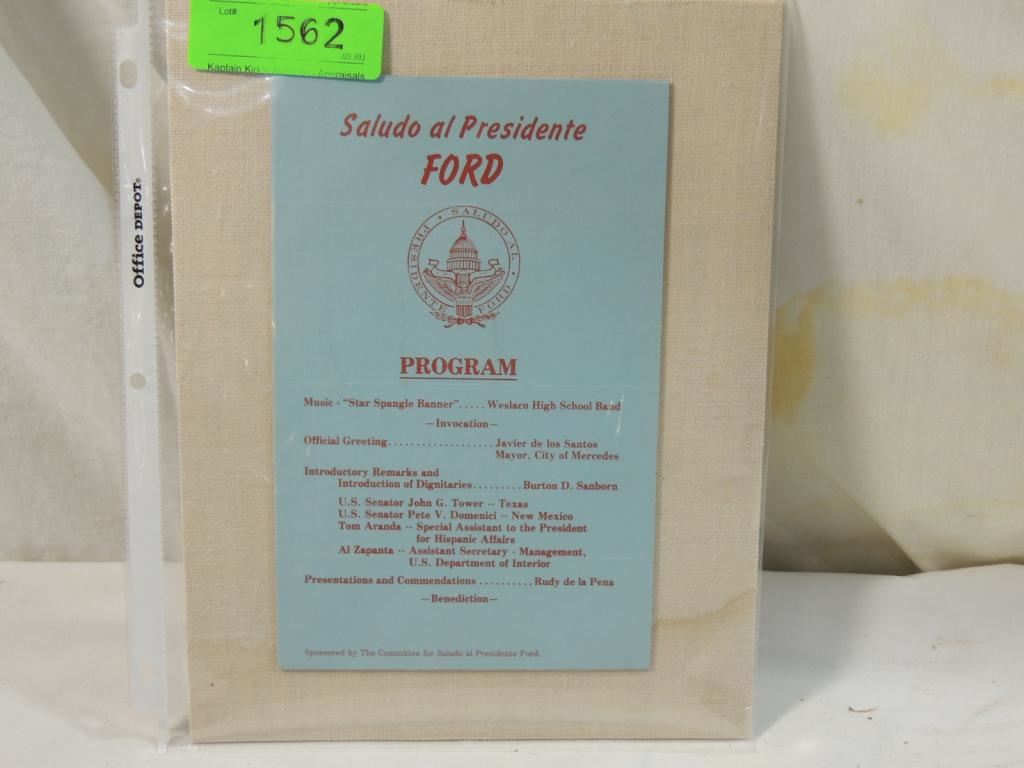 Lot#
1562
ID:303
Kaptain Kirk's Appraisals
Office DEPOT
Saludo al Presidente
FORD
PRESIDENTE • SALUDO AL • FORD
PROGRAM
Music - "Star Spangle Banner"..... Weslaco High School Band
—Invocation—
Official Greeting................... Javier de los Santos
Mayor, City of Mercedes
Introductory Remarks and
Introduction of Dignitaries......... Burton D. Sanborn
U.S. Senator John G. Tower -- Texas
U.S. Senator Pete V. Domenici -- New Mexico
Tom Aranda -- Special Assistant to the President
for Hispanic Affairs
Al Zapanta -- Assistant Secretary - Management,
U.S. Department of Interior
Presentations and Commendations .......... Rudy de la Pena
—Benediction—
Sponsored by The Committee for Saludo al Presidente Ford.